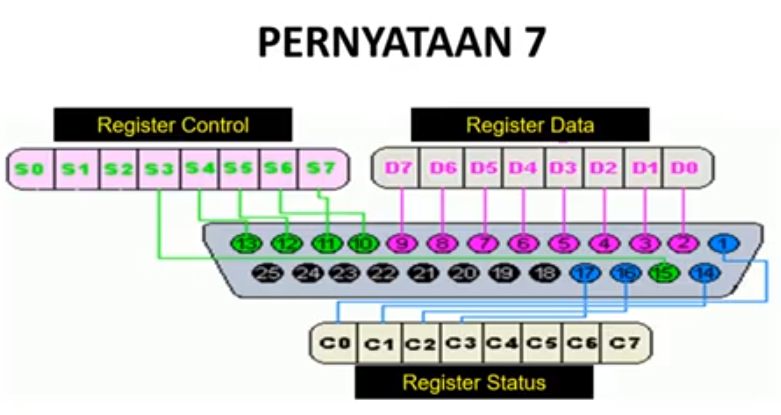 PERNYATAAN 7
Register Control
Register Data
S0 S1 S2 S3 S4 S5 S6 S7
D7 D6 D5 D4 D3 D2 D1 D0
13 12 11 10 9 8 7 6 5 4 3 2 1
25 24 23 22 21 20 19 18 17 16 15 14
C0 C1 C2 C3 C4 C5 C6 C7
Register Status